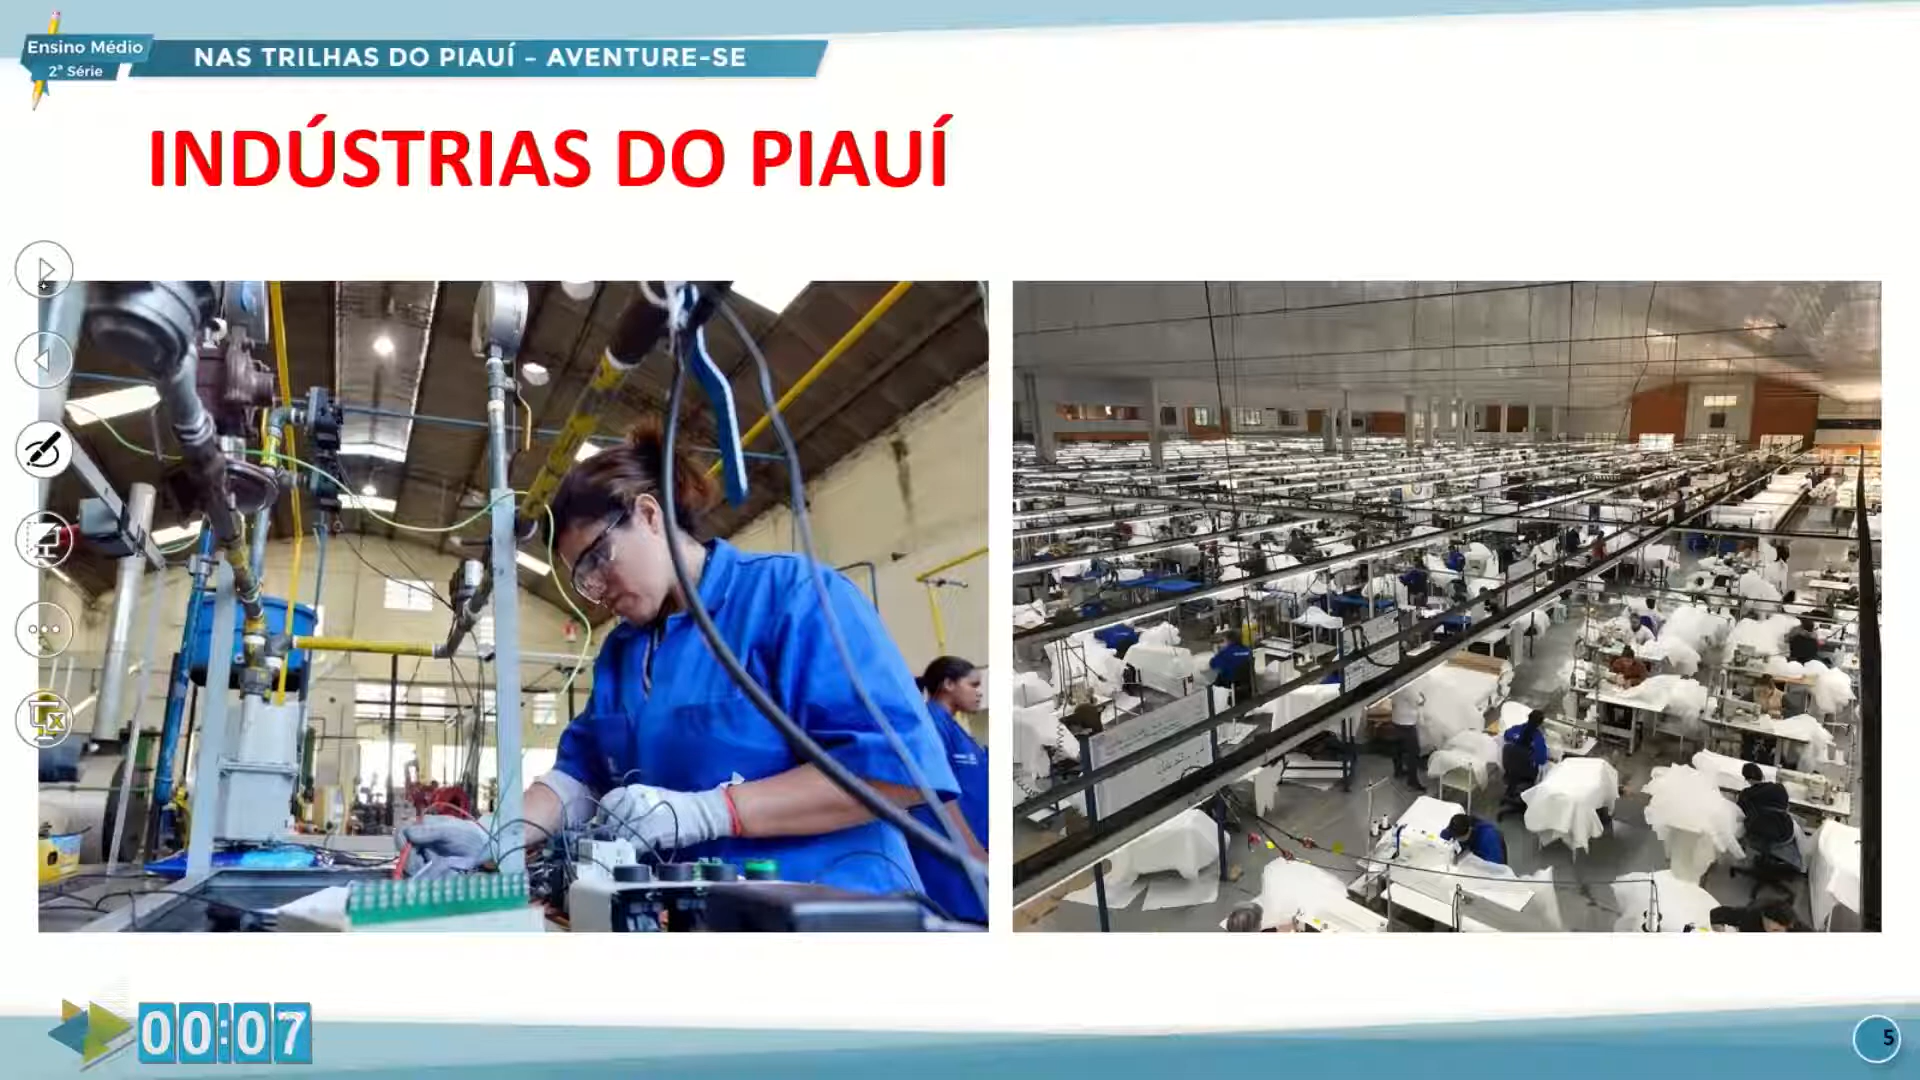 Ensino Médio
2ª Série
NAS TRILHAS DO PIAUÍ – AVENTURE-SE
INDÚSTRIAS DO PIAUÍ
00:07
5